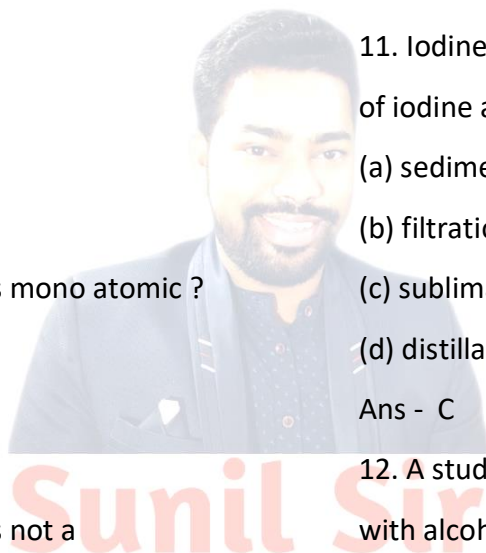 s mono atomic ?
s not a
11. Iodine
of iodine a
(a) sedime
(b) filtratio
(c) sublim
(d) distilla
Ans - C
12. A stud
with alcoh
Sunil Sir